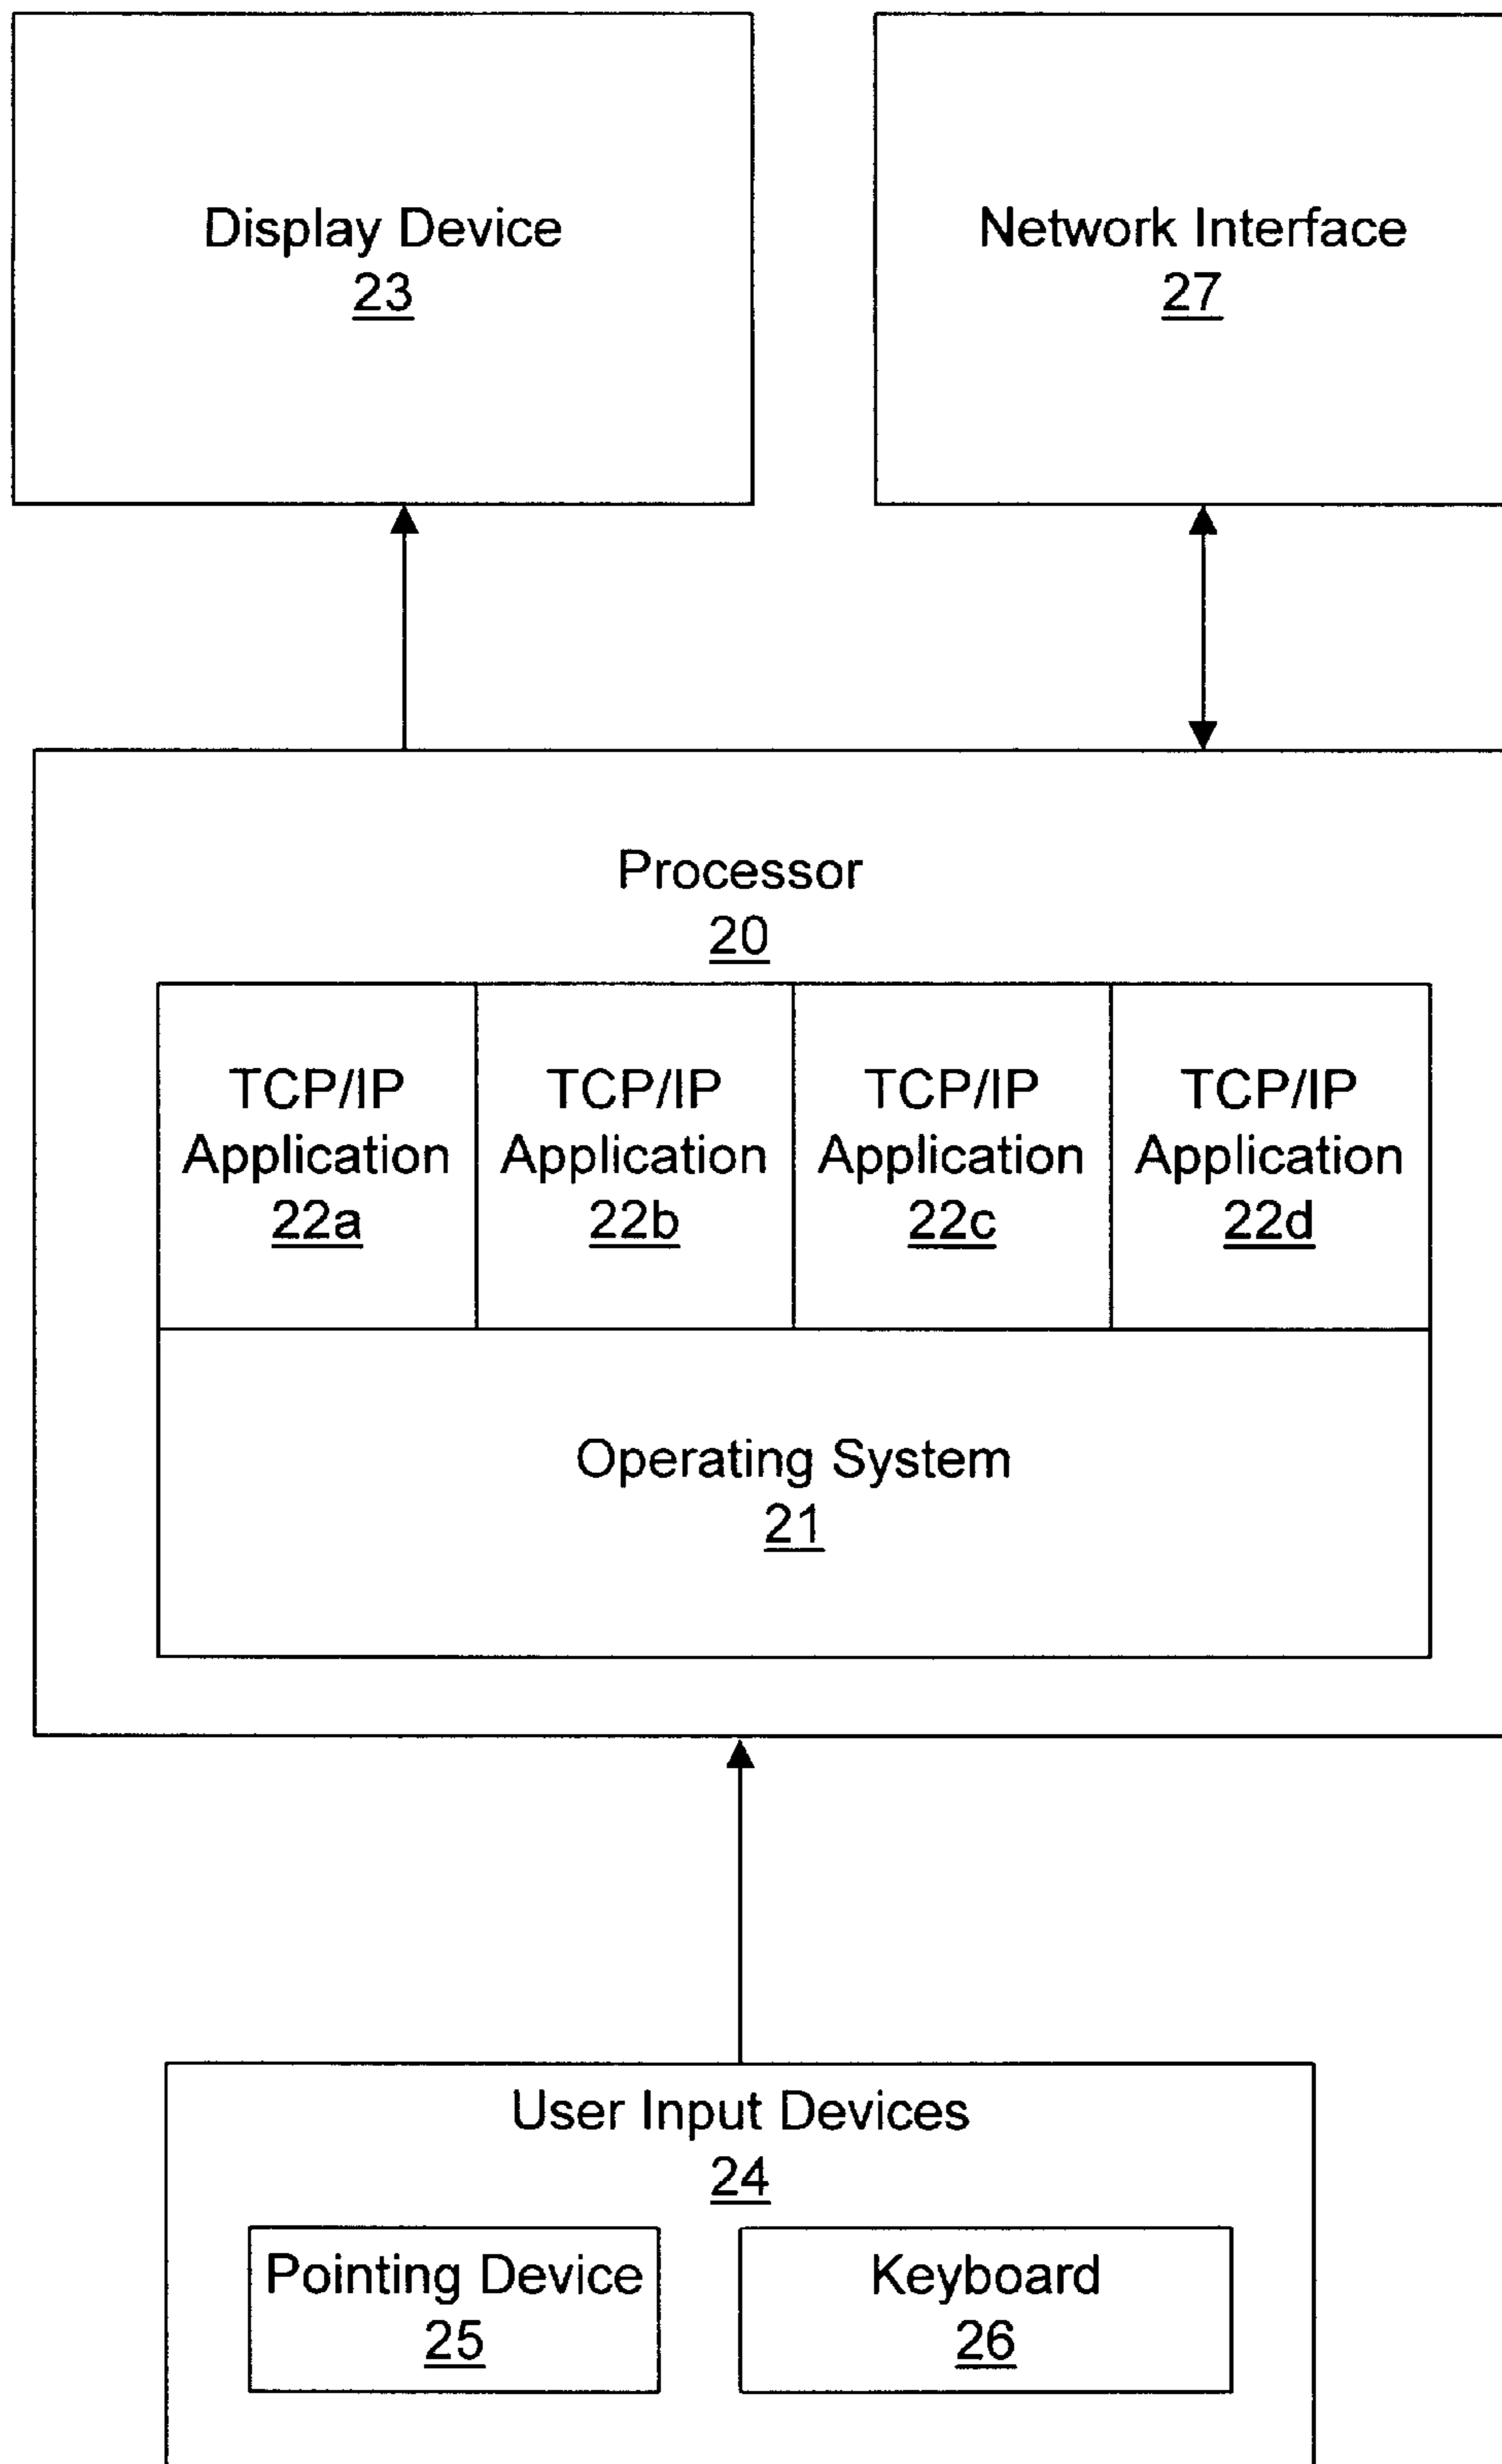 Display Device
23
Network Interface
27
Processor
20
TCP/IP
Application
22a
TCP/IP
Application
22b
TCP/IP
Application
22c
TCP/IP
Application
22d
Operating System
21
User Input Devices
24
Pointing Device
25
Keyboard
26